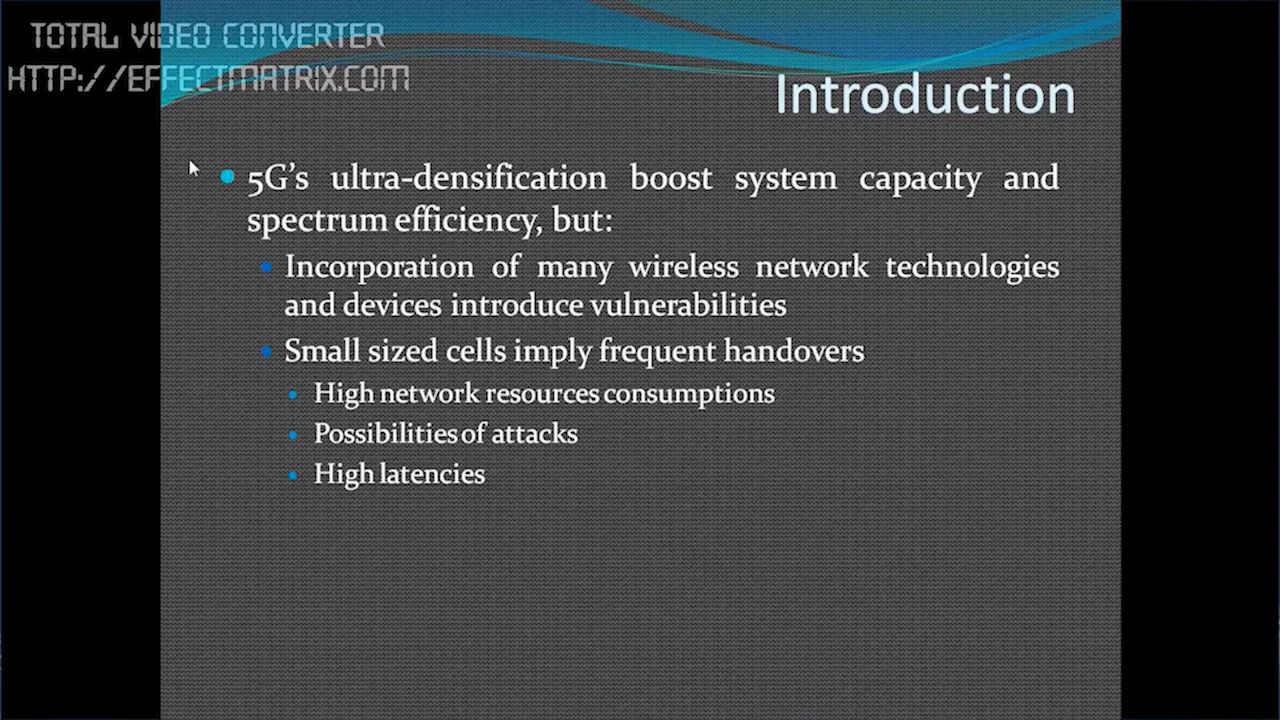 TOTAL VIDEO CONVERTER
HTTP://EFFECTMATRIX.COM
Introduction
5G's ultra-densification boost system capacity and
spectrum efficiency, but:
Incorporation of many wireless network technologies
and devices introduce vulnerabilities
Small sized cells imply frequent handovers
High network resources consumptions
Possibilities of attacks
High latencies